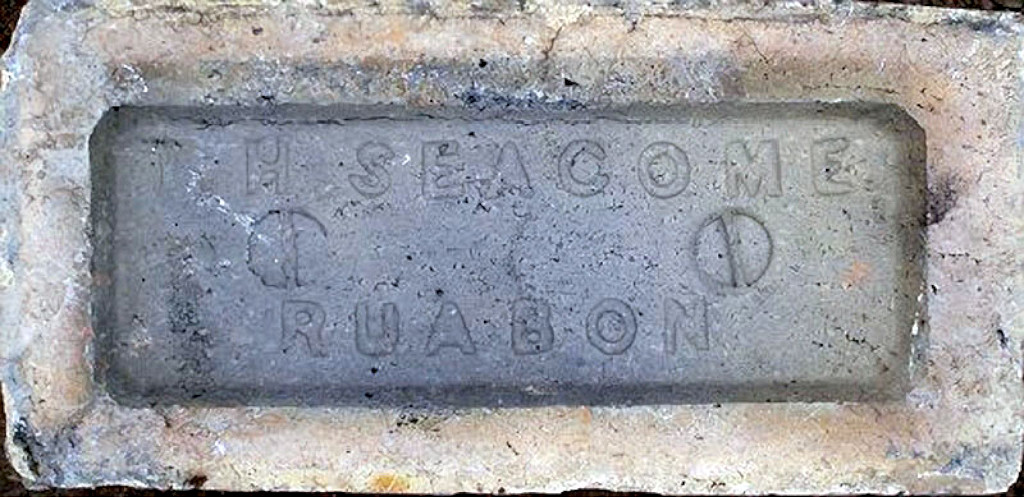 T. H SEACOME
RUABON